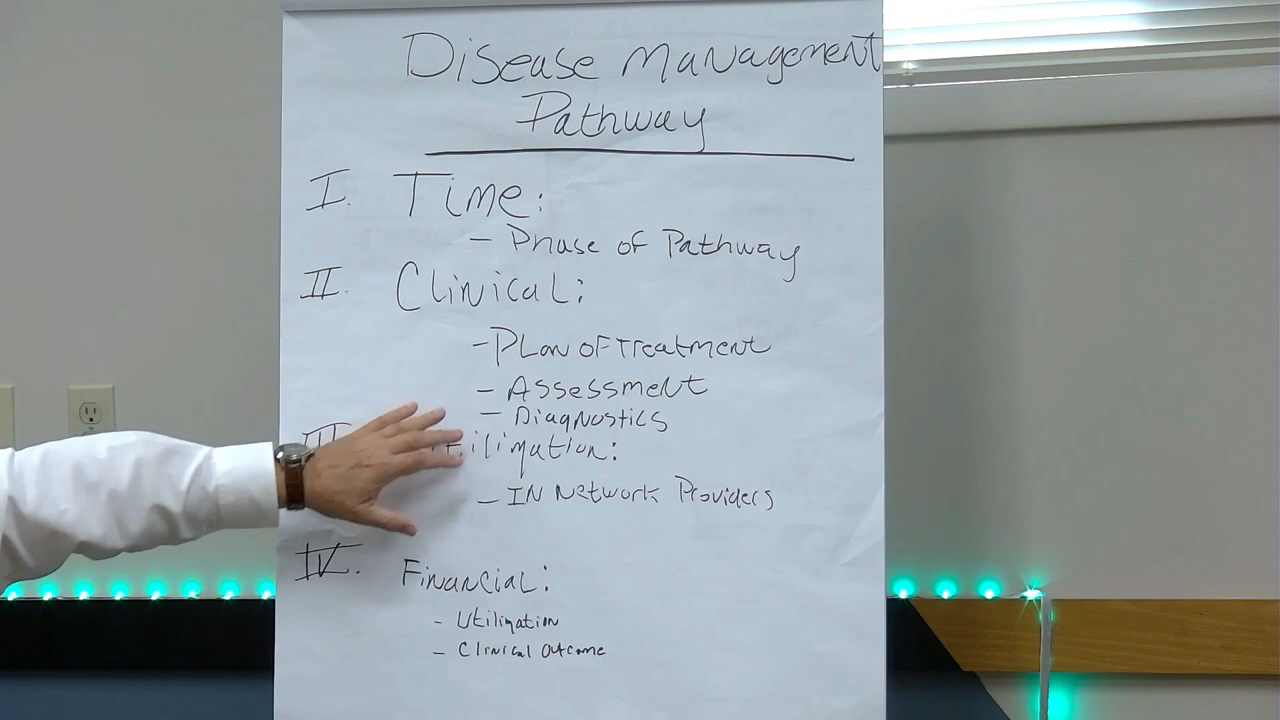 Disease Management
Pathway
I. Time:
- Phase of Pathway
II. Clinical:
- Plan of Treatment
- Assessment
- Diagnostics
- In Network Providers
IV. Financial:
- Utilization
- Clinical Outcome